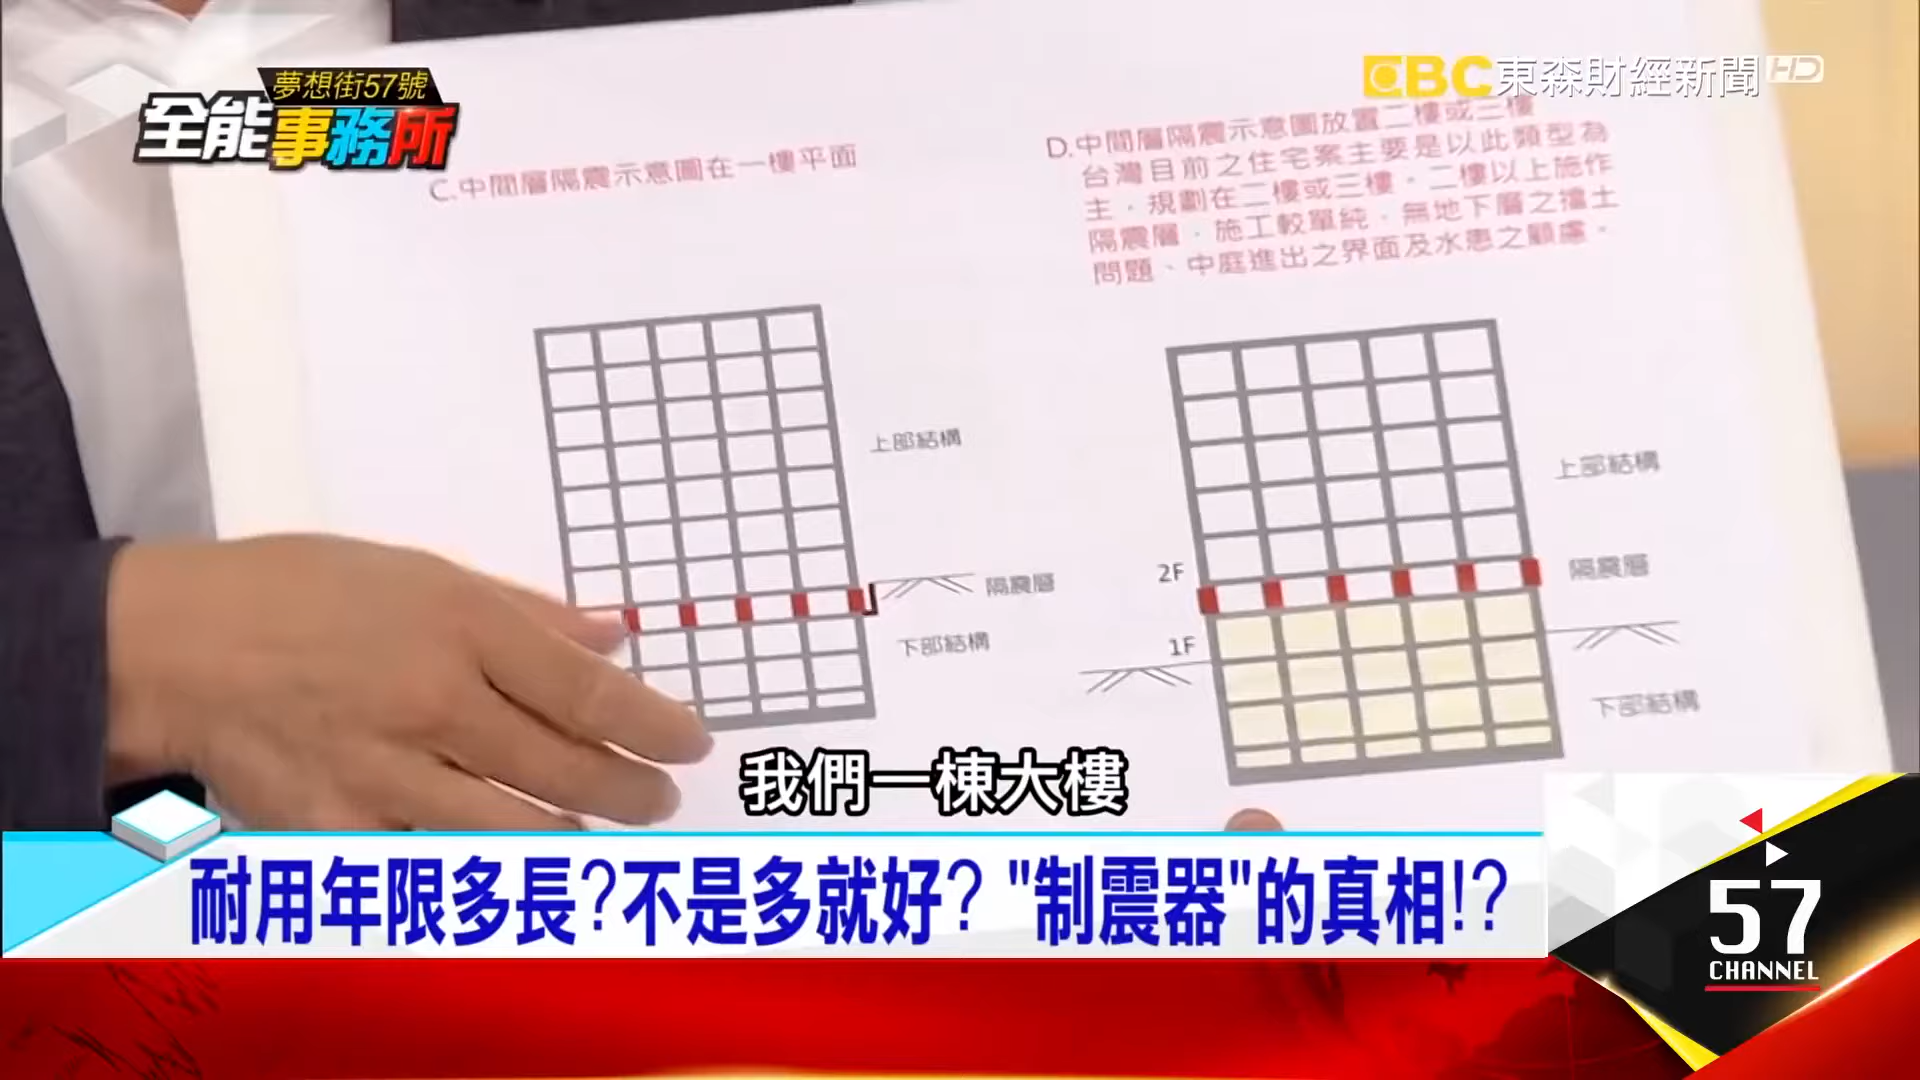 夢想街57號
全能事務所
EBC東森財經新聞HD
C.中間層隔震示意圖在一樓平面
D.中間層隔震示意圖放置二樓或三樓
台灣目前之住宅案主要是以此類型為
主，規劃在二樓或三樓。二樓以上施作
隔震層，施工較單純，無地下層之擋土
問題、中庭進出之界面及水患之顧慮。
上部結構
隔震層
下部結構
上部結構
2F
隔震層
1F
下部結構
我們一棟大樓
耐用年限多長?不是多就好? "制震器"的真相!?
57
CHANNEL